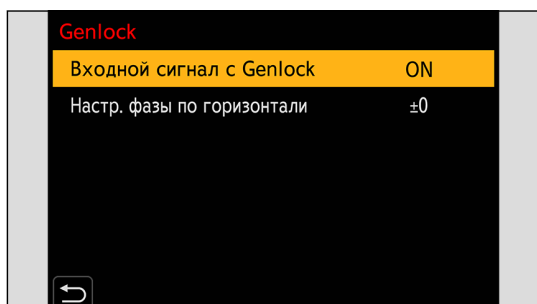 Genlock
Входной сигнал с Genlock ON
Настр. фазы по горизонтали ±0